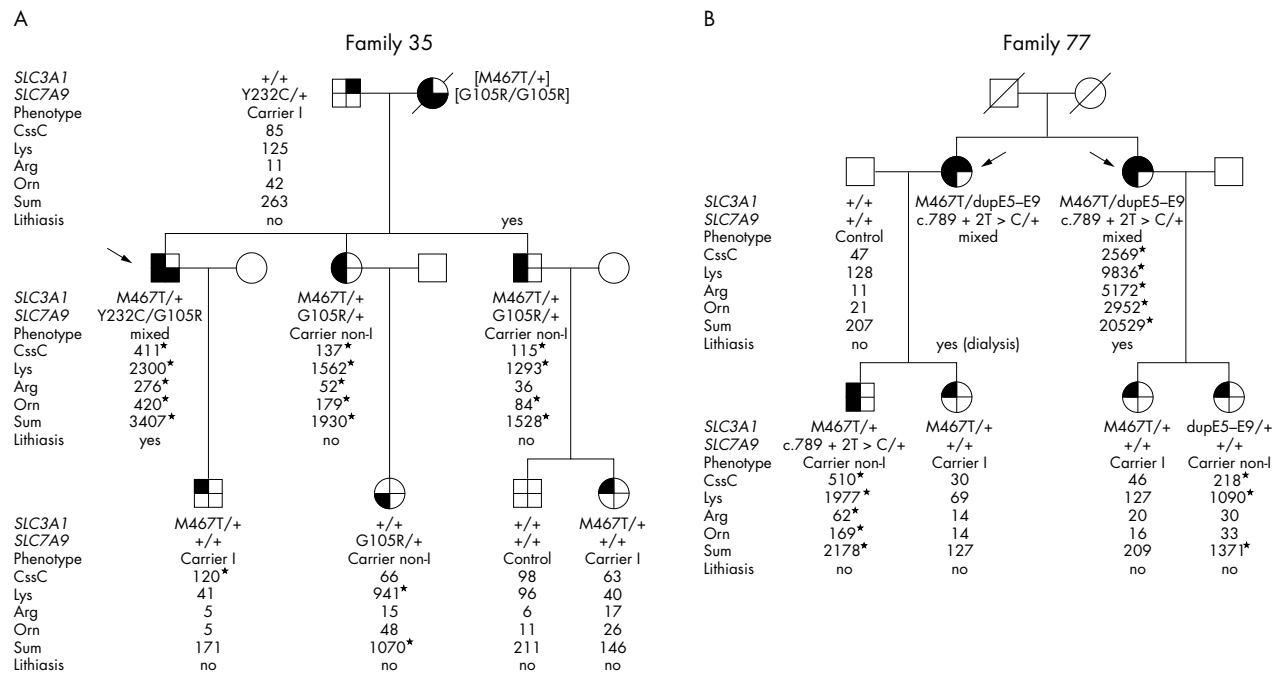 A
Family 35
SLC3A1 +/+ [M467T/+]
SLC7A9 Y232C/+ [G105R/G105R]
Phenotype Carrier I
CssC 85
Lys 125
Arg 11
Orn 42
Sum 263
Lithiasis no yes
SLC3A1 M467T/+ M467T/+ M467T/+
SLC7A9 Y232C/G105R G105R/+ G105R/+
Phenotype mixed Carrier non-I Carrier non-I
CssC 411★ 137★ 115★
Lys 2300★ 1562★ 1293★
Arg 276★ 52★ 36
Orn 420★ 179★ 84★
Sum 3407★ 1930★ 1528★
Lithiasis yes no no
SLC3A1 M467T/+ +/+ +/+ M467T/+
SLC7A9 +/+ G105R/+ +/+ +/+
Phenotype Carrier I Carrier non-I Control Carrier I
CssC 120★ 66 98 63
Lys 41 941★ 96 40
Arg 5 15 6 17
Orn 5 48 11 26
Sum 171 1070★ 211 146
Lithiasis no no no no
B
Family 77
SLC3A1 +/+ M467T/dupE5–E9 M467T/dupE5–E9
SLC7A9 +/+ c.789 + 2T > C/+ c.789 + 2T > C/+
Phenotype Control mixed mixed
CssC 47 2569★
Lys 128 9836★
Arg 11 5172★
Orn 21 2952★
Sum 207 20529★
Lithiasis no yes (dialysis) yes
SLC3A1 M467T/+ M467T/+ M467T/+ dupE5–E9/+
SLC7A9 c.789 + 2T > C/+ +/+ +/+ +/+
Phenotype Carrier non-I Carrier I Carrier I Carrier non-I
CssC 510★ 30 46 218★
Lys 1977★ 69 127 1090★
Arg 62★ 14 20 30
Orn 169★ 14 16 33
Sum 2178★ 127 209 1371★
Lithiasis no no no no